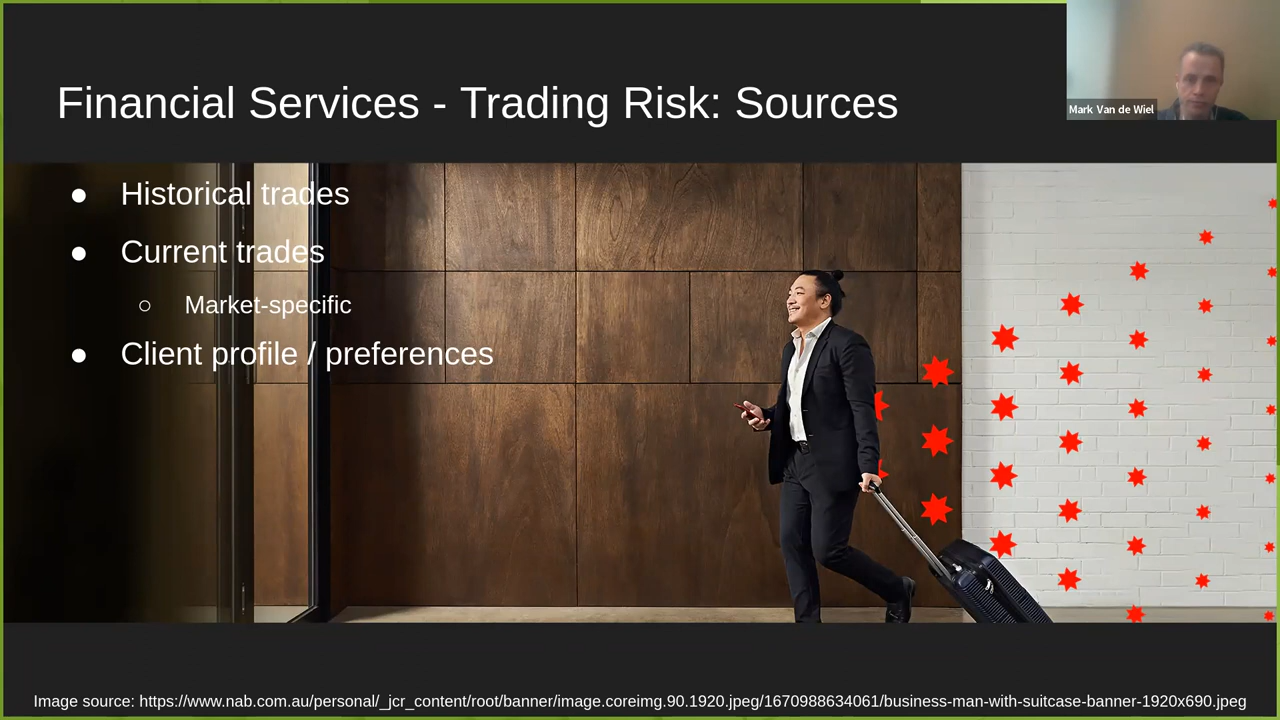 Financial Services - Trading Risk: Sources
Mark Van de Wiel
● Historical trades
● Current trades
○ Market-specific
● Client profile / preferences
Image source: https://www.nab.com.au/personal/_jcr_content/root/banner/image.coreimg.90.1920.jpeg/1670988634061/business-man-with-suitcase-banner-1920x690.jpeg